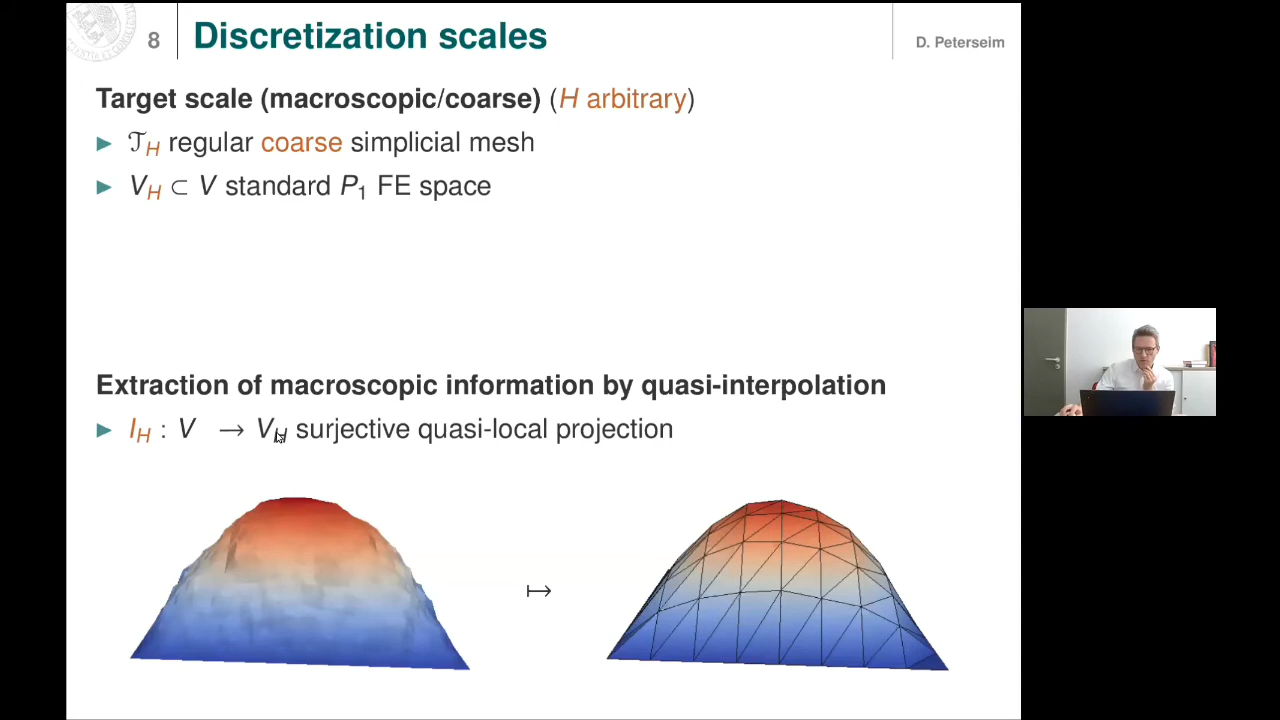 8
Discretization scales
D. Peterseim
Target scale (macroscopic/coarse) (H arbitrary)
▶ 𝒯_H regular coarse simplicial mesh
▶ V_H ⊂ V standard P_1 FE space
Extraction of macroscopic information by quasi-interpolation
▶ I_H : V → V_H surjective quasi-local projection
↦